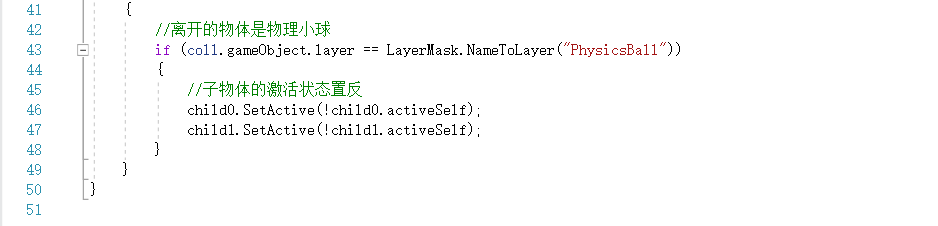 41 {
42 //离开的物体是物理小球
43 if (coll.gameObject.layer == LayerMask.NameToLayer("PhysicsBall"))
44 {
45 //子物体的激活状态置反
46 child0.SetActive(!child0.activeSelf);
47 child1.SetActive(!child1.activeSelf);
48 }
49 }
50 }
51